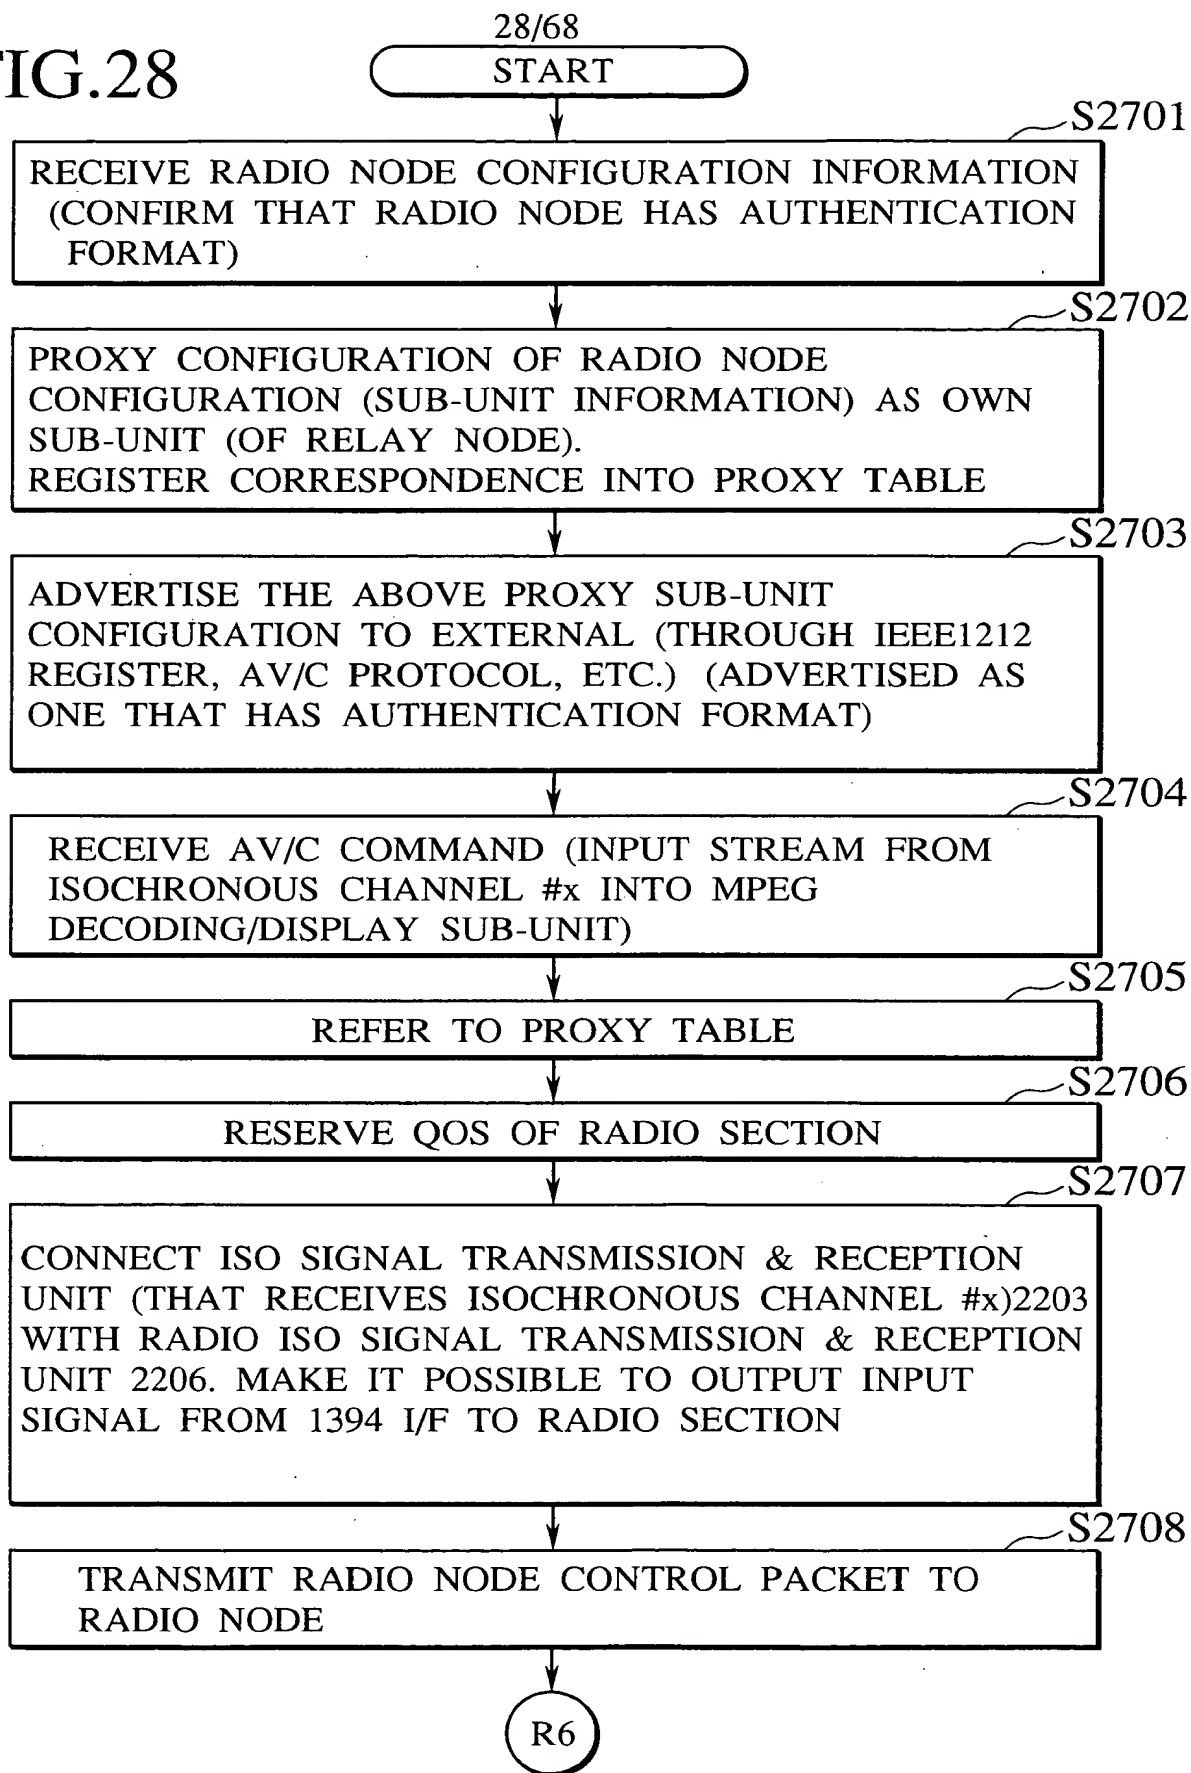 28/68
FIG.28
START
S2701
RECEIVE RADIO NODE CONFIGURATION INFORMATION
(CONFIRM THAT RADIO NODE HAS AUTHENTICATION
FORMAT)
S2702
PROXY CONFIGURATION OF RADIO NODE
CONFIGURATION (SUB-UNIT INFORMATION) AS OWN
SUB-UNIT (OF RELAY NODE).
REGISTER CORRESPONDENCE INTO PROXY TABLE
S2703
ADVERTISE THE ABOVE PROXY SUB-UNIT
CONFIGURATION TO EXTERNAL (THROUGH IEEE1212
REGISTER, AV/C PROTOCOL, ETC.) (ADVERTISED AS
ONE THAT HAS AUTHENTICATION FORMAT)
S2704
RECEIVE AV/C COMMAND (INPUT STREAM FROM
ISOCHRONOUS CHANNEL #x INTO MPEG
DECODING/DISPLAY SUB-UNIT)
S2705
REFER TO PROXY TABLE
S2706
RESERVE QOS OF RADIO SECTION
S2707
CONNECT ISO SIGNAL TRANSMISSION & RECEPTION
UNIT (THAT RECEIVES ISOCHRONOUS CHANNEL #x)2203
WITH RADIO ISO SIGNAL TRANSMISSION & RECEPTION
UNIT 2206. MAKE IT POSSIBLE TO OUTPUT INPUT
SIGNAL FROM 1394 I/F TO RADIO SECTION
S2708
TRANSMIT RADIO NODE CONTROL PACKET TO
RADIO NODE
R6